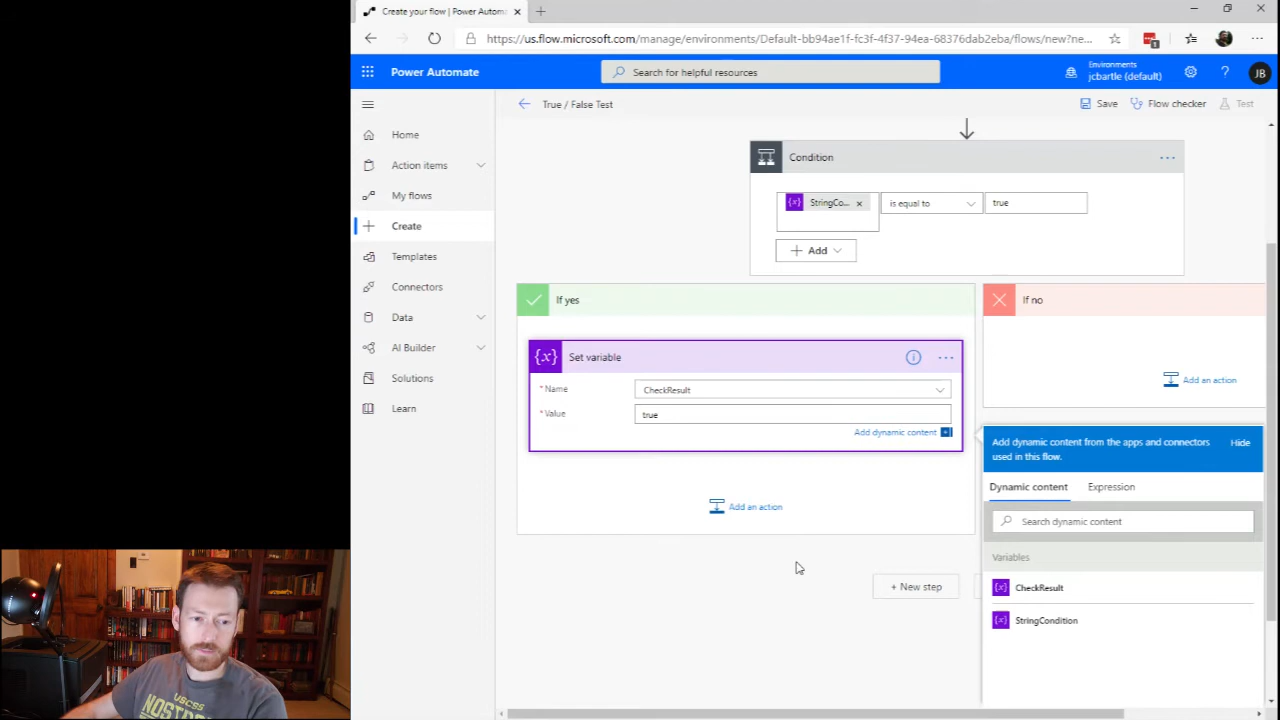 Create your flow | Power Automa
https://us.flow.microsoft.com/manage/environments/Default-bb94ae1f-fc3f-4f37-94ea-68376dab2eba/flows/new?ne...
Power Automate
Search for helpful resources
Environments
jcbartle (default)
JB
True / False Test
Save
Flow checker
Test
Home
Action items
My flows
Create
Templates
Connectors
Data
AI Builder
Solutions
Learn
Condition
StringCo...
is equal to
true
Add
If yes
If no
Set variable
* Name
CheckResult
* Value
true
Add dynamic content
Add an action
Add an action
+ New step
Add dynamic content from the apps and connectors
used in this flow.
Hide
Dynamic content
Expression
Search dynamic content
Variables
CheckResult
StringCondition
USCSS
NOSTRO